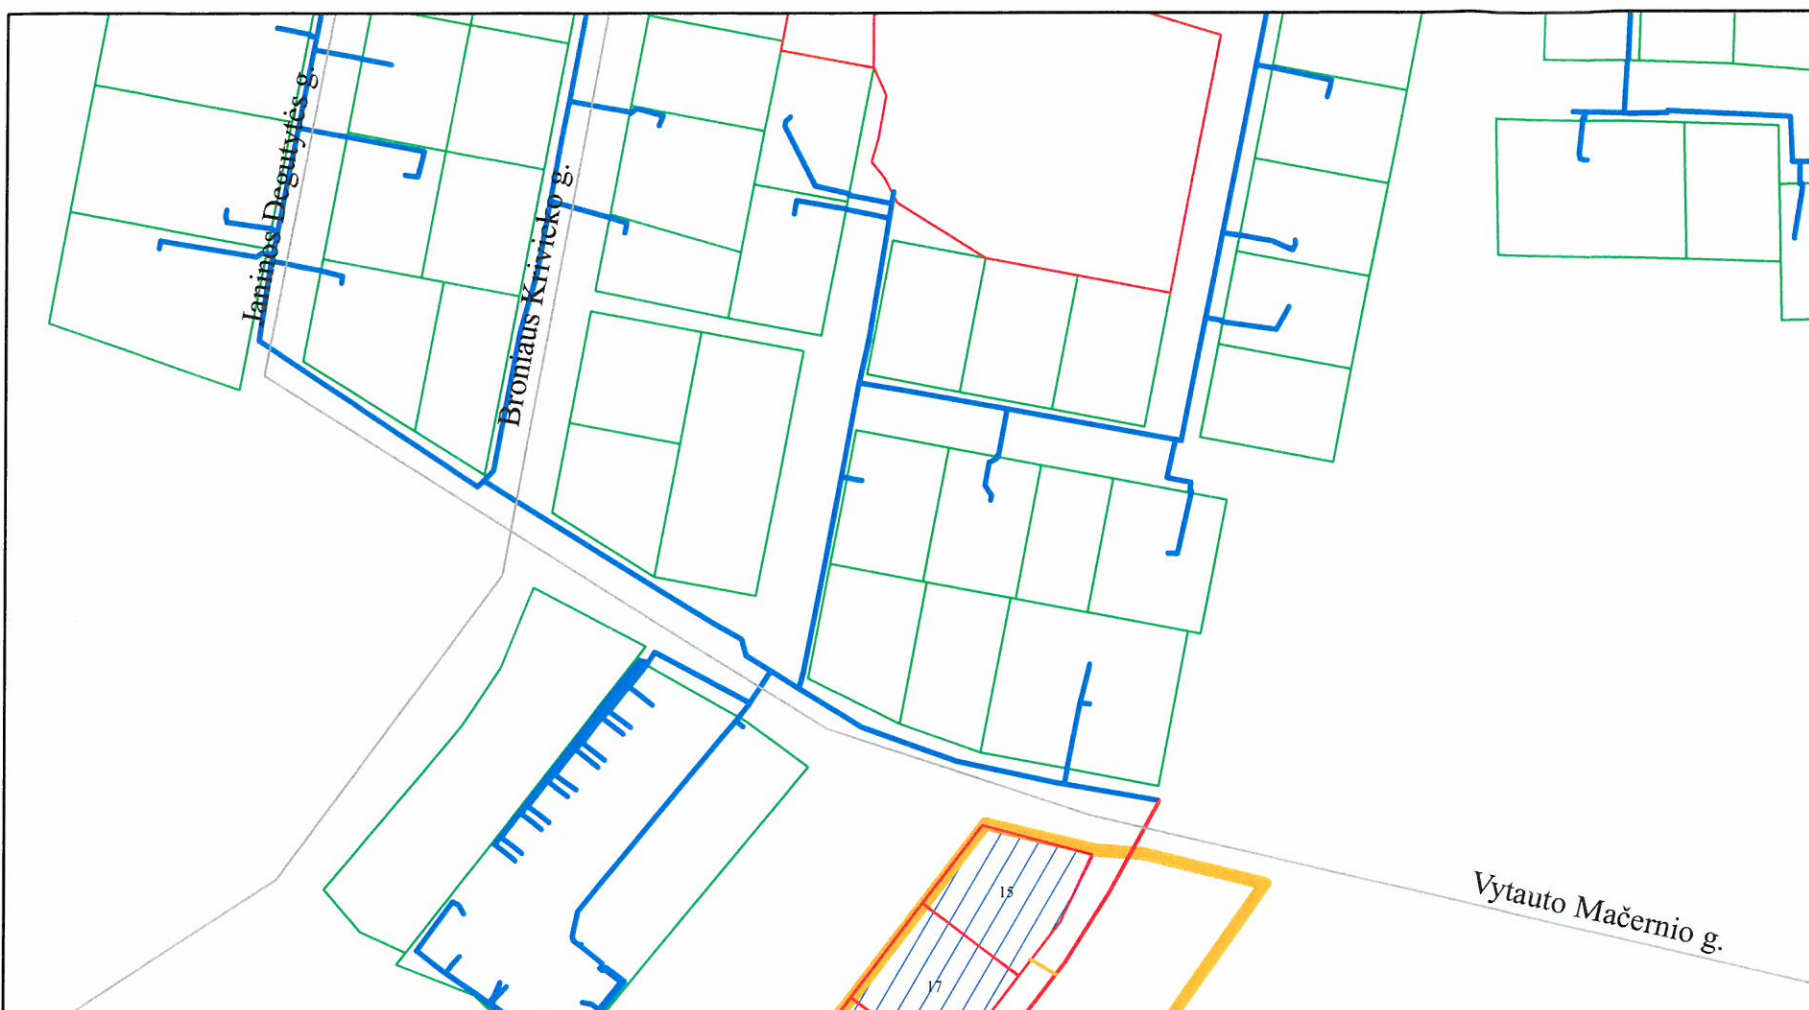 Janinos Degutytės g.
Broniaus Krivicko g.
15
17
Vytauto Mačernio g.